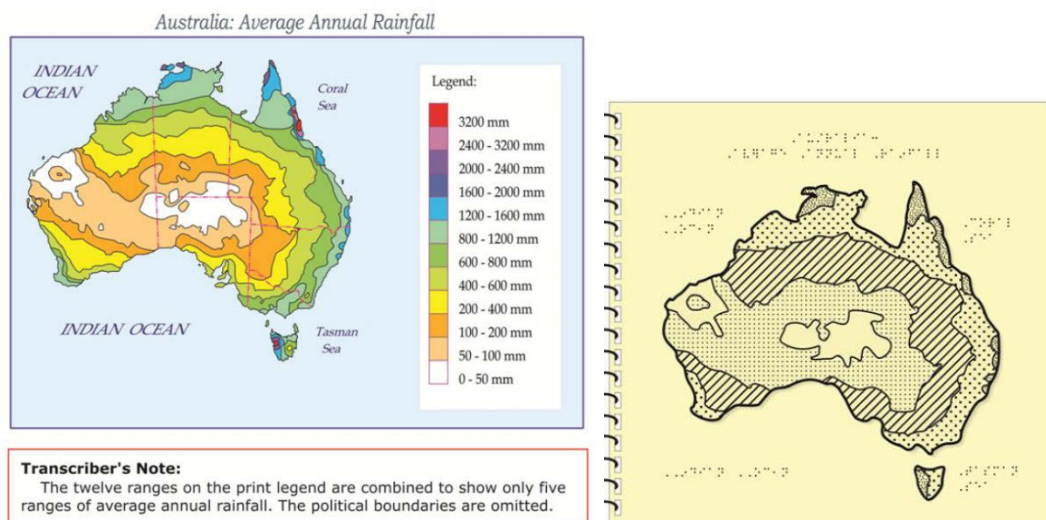 Australia: Average Annual Rainfall
INDIAN
OCEAN
Coral
Sea
INDIAN OCEAN
Tasman
Sea
Legend:
3200 mm
2400 - 3200 mm
2000 - 2400 mm
1600 - 2000 mm
1200 - 1600 mm
800 - 1200 mm
600 - 800 mm
400 - 600 mm
200 - 400 mm
100 - 200 mm
50 - 100 mm
0 - 50 mm
Transcriber's Note:
The twelve ranges on the print legend are combined to show only five
ranges of average annual rainfall. The political boundaries are omitted.